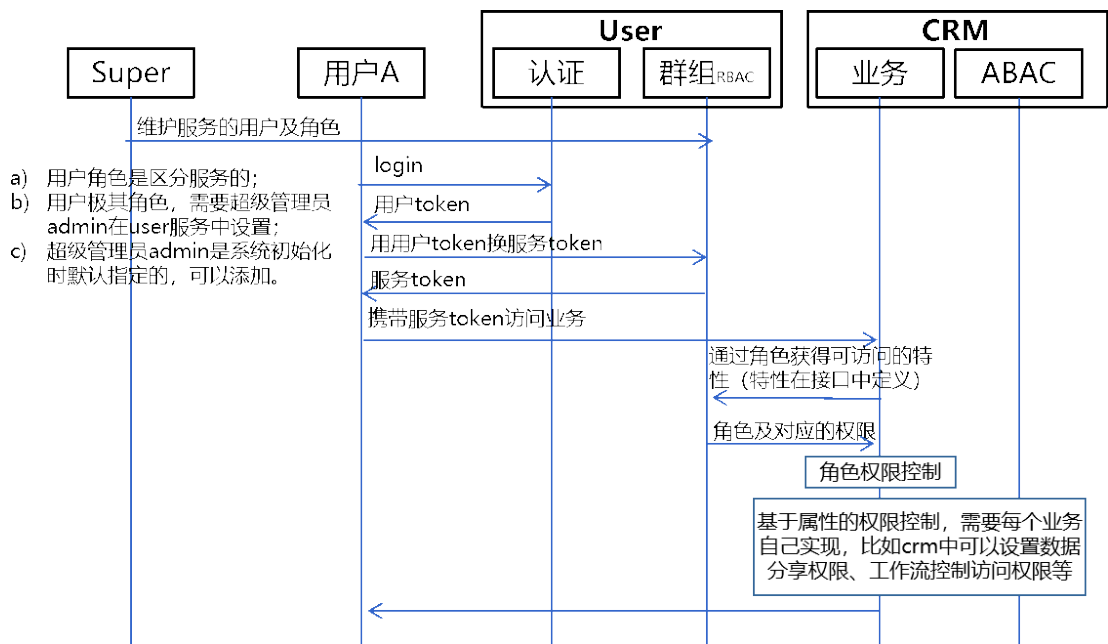 User
CRM
Super
用户A
认证
群组RBAC
业务
ABAC
维护服务的用户及角色
login
a) 用户角色是区分服务的;
b) 用户极其角色，需要超级管理员
admin在user服务中设置;
c) 超级管理员admin是系统初始化
时默认指定的，可以添加。
用户token
用用户token换服务token
服务token
携带服务token访问业务
通过角色获得可访问的特
性（特性在接口中定义）
角色及对应的权限
角色权限控制
基于属性的权限控制，需要每个业务
自己实现，比如crm中可以设置数据
分享权限、工作流控制访问权限等